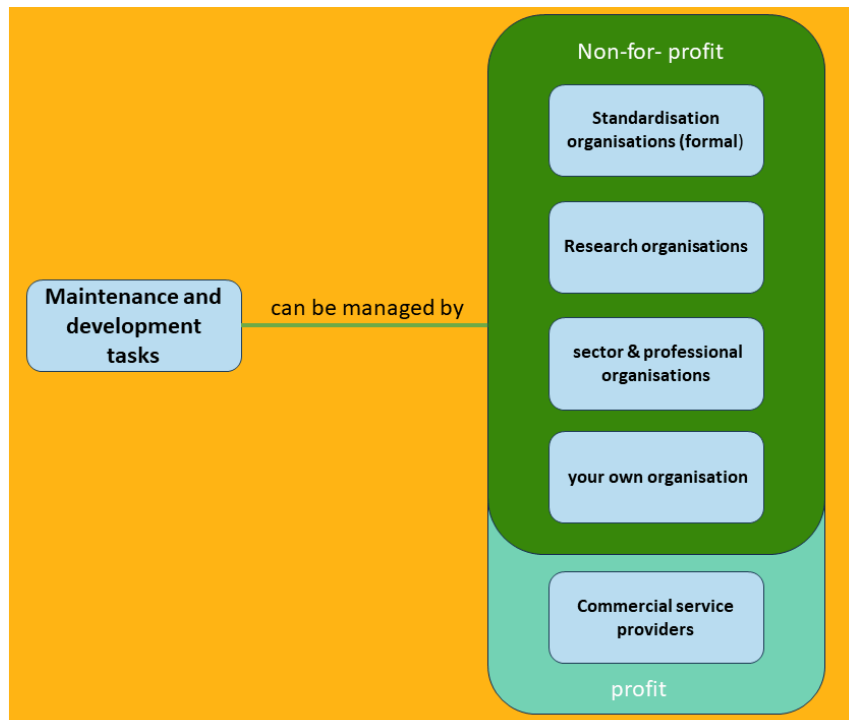 Non-for- profit
Standardisation
organisations (formal)
Research organisations
Maintenance and
development
tasks
can be managed by
sector & professional
organisations
your own organisation
Commercial service
providers
profit